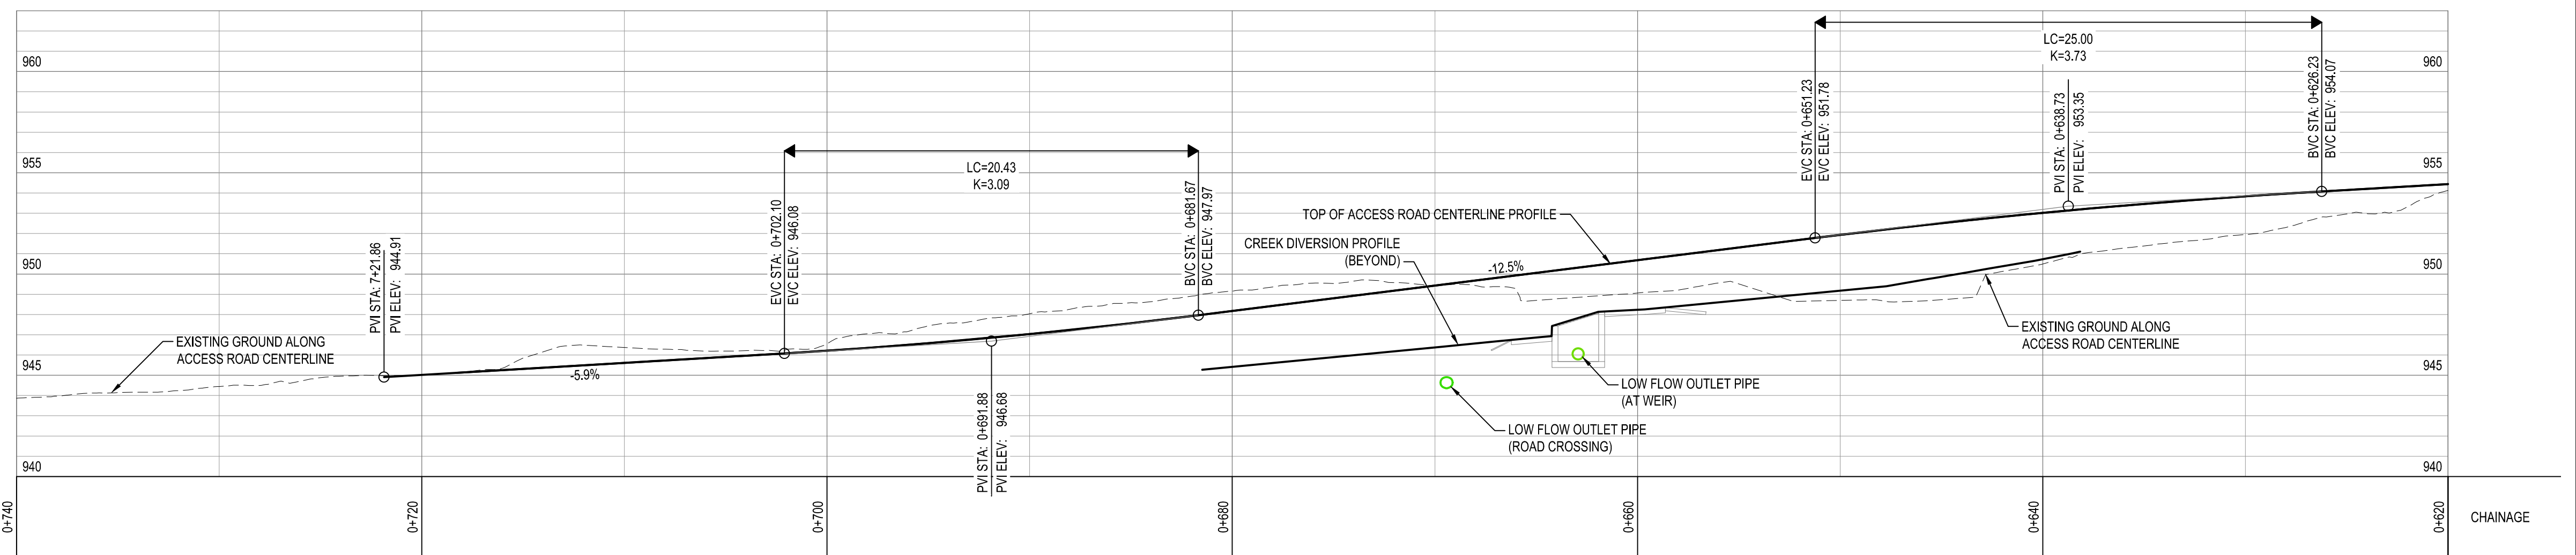 LC=25.00
K=3.73
960
960
EVC STA: 0+651.23
EVC ELEV: 951.78
PVI STA: 0+638.73
PVI ELEV: 953.35
BVC STA: 0+626.23
BVC ELEV: 954.07
955
955
LC=20.43
K=3.09
EVC STA: 0+702.10
EVC ELEV: 946.08
BVC STA: 0+681.67
BVC ELEV: 947.97
TOP OF ACCESS ROAD CENTERLINE PROFILE
CREEK DIVERSION PROFILE
(BEYOND)
-12.5%
950
950
PVI STA: 7+21.86
PVI ELEV: 944.91
EXISTING GROUND ALONG
ACCESS ROAD CENTERLINE
EXISTING GROUND ALONG
ACCESS ROAD CENTERLINE
945
945
-5.9%
LOW FLOW OUTLET PIPE
(AT WEIR)
PVI STA: 0+691.88
PVI ELEV: 946.68
LOW FLOW OUTLET PIPE
(ROAD CROSSING)
940
940
0+740
0+720
0+700
0+680
0+660
0+640
0+620
CHAINAGE